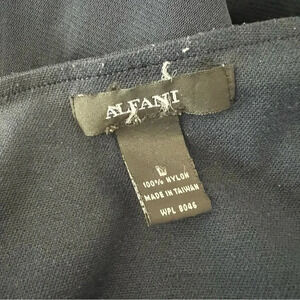 ALFANI
100% NYLON
MADE IN TAIWAN
WPL 8046